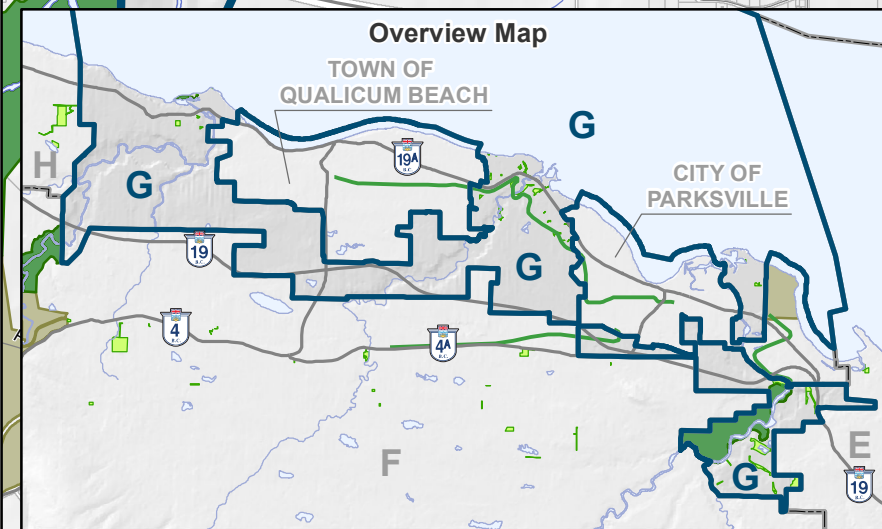 Overview Map
TOWN OF
QUALICUM BEACH
G
19A
B.C.
H
G
CITY OF
PARKSVILLE
19
B.C.
G
4
B.C.
4A
B.C.
F
E
G
19
B.C.